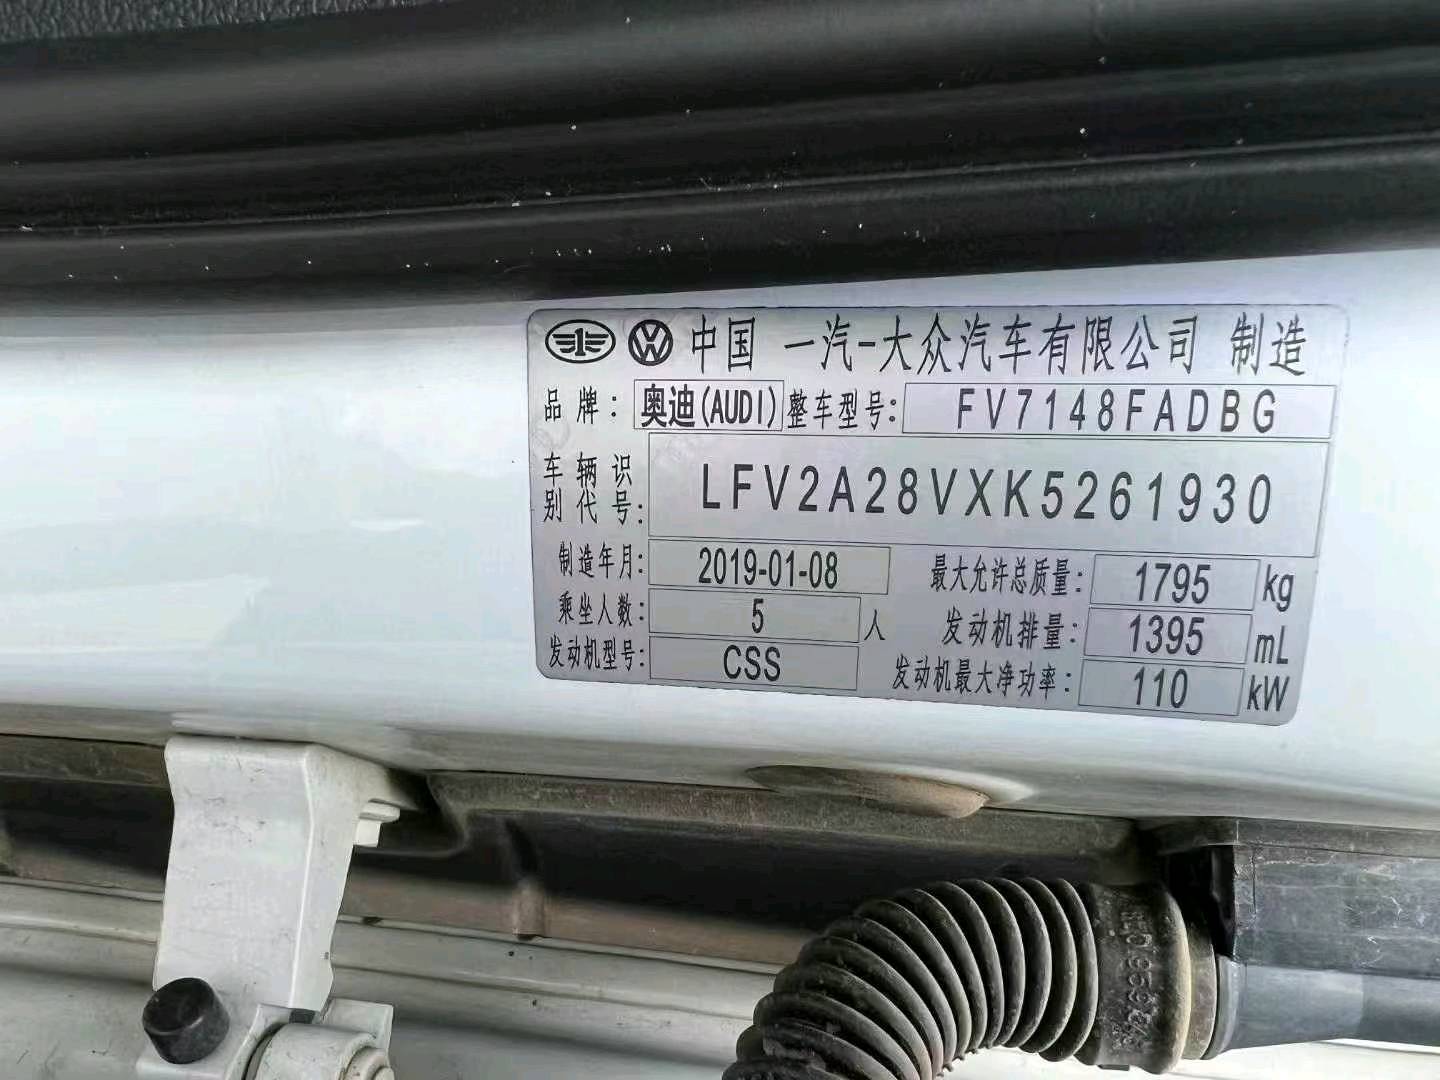 中国 一汽-大众汽车有限公司 制造
品牌: 奥迪(AUDI) 整车型号: FV7148FADBG
车辆识别代号: LFV2A28VXK5261930
制造年月: 2019-01-08 最大允许总质量: 1795 kg
乘坐人数: 5 人 发动机排量: 1395 mL
发动机型号: CSS 发动机最大净功率: 110 kW